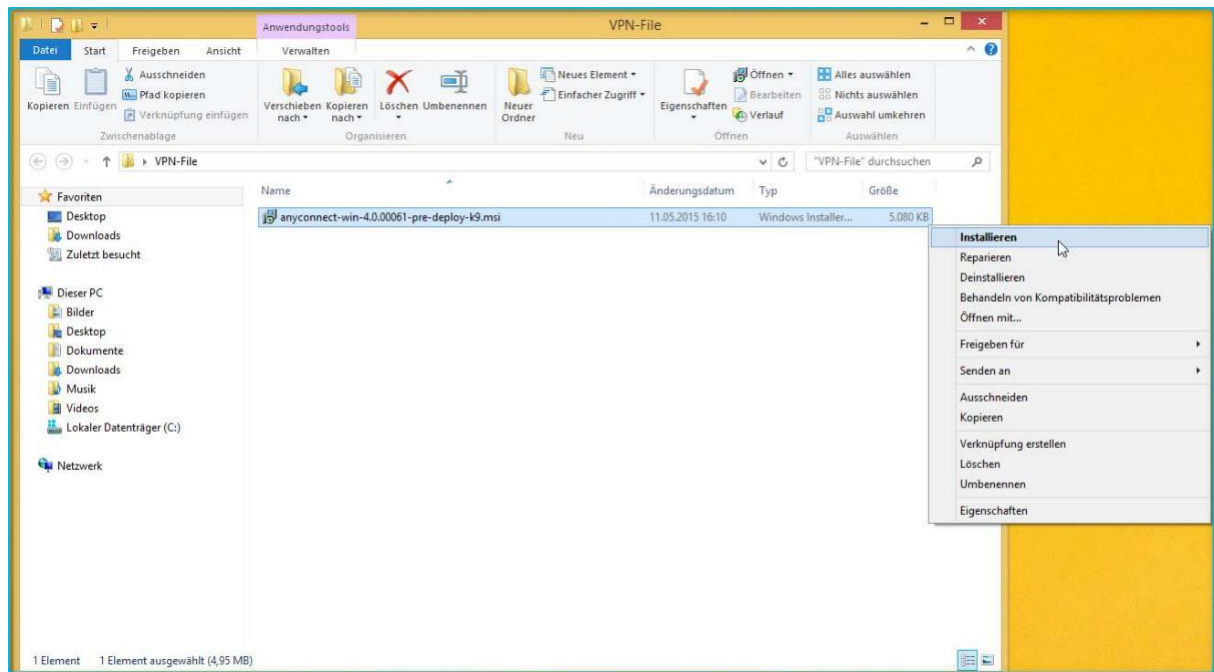 Anwendungstools
VPN-File
Datei Start Freigeben Ansicht Verwalten
Kopieren Einfügen
Ausschneiden
Pfad kopieren
Verknüpfung einfügen
Zwischenablage
Verschieben nach
Kopieren nach
Löschen
Umbenennen
Organisieren
Neuer Ordner
Neues Element
Einfacher Zugriff
Neu
Eigenschaften
Öffnen
Bearbeiten
Verlauf
Öffnen
Alles auswählen
Nichts auswählen
Auswahl umkehren
Auswählen
VPN-File
"VPN-File" durchsuchen
Favoriten
Desktop
Downloads
Zuletzt besucht
Dieser PC
Bilder
Desktop
Dokumente
Downloads
Musik
Videos
Lokaler Datenträger (C:)
Netzwerk
Name Änderungsdatum Typ Größe
anyconnect-win-4.0.00061-pre-deploy-k9.msi 11.05.2015 16:10 Windows Installer... 5.080 KB
Installieren
Reparieren
Deinstallieren
Behandeln von Kompatibilitätsproblemen
Öffnen mit...
Freigeben für
Senden an
Ausschneiden
Kopieren
Verknüpfung erstellen
Löschen
Umbenennen
Eigenschaften
1 Element 1 Element ausgewählt (4,95 MB)